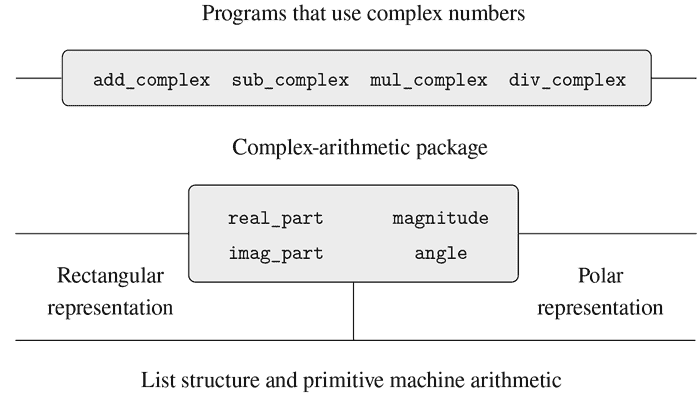 Programs that use complex numbers
add_complex sub_complex mul_complex div_complex
Complex-arithmetic package
real_part magnitude
imag_part angle
Rectangular
representation
Polar
representation
List structure and primitive machine arithmetic